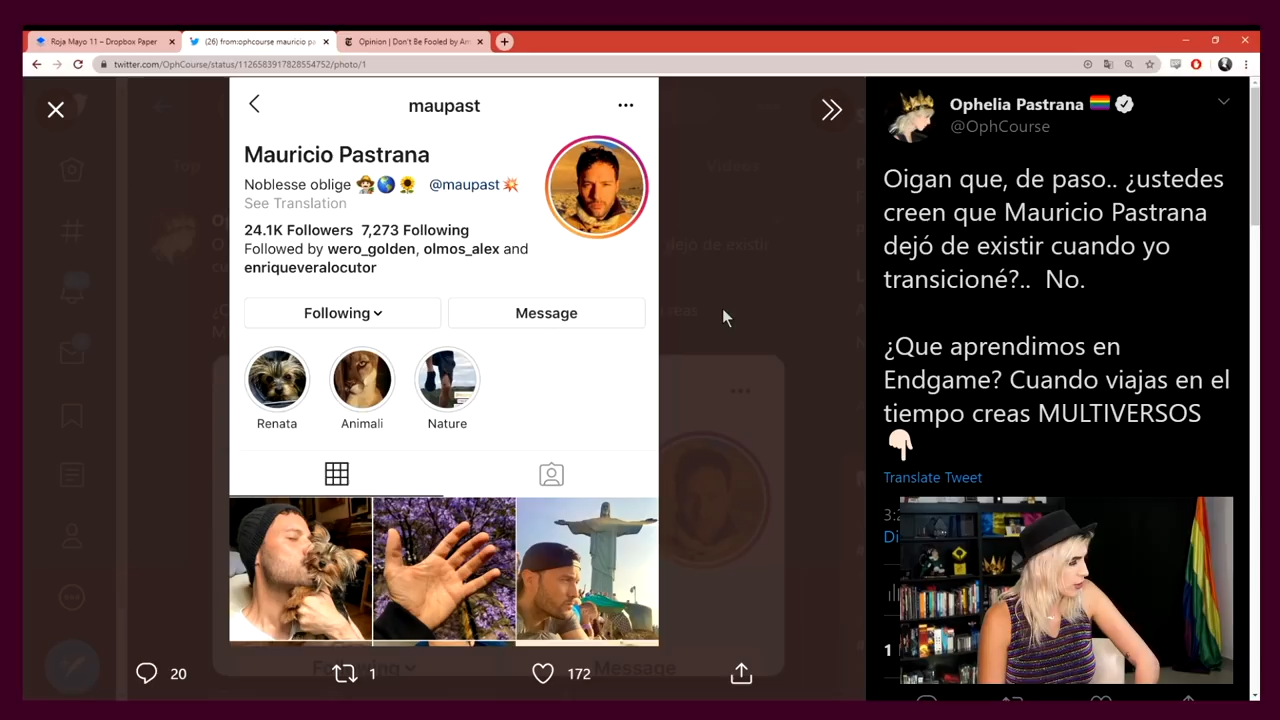 Roja Mayo 11 – Dropbox Paper
(26) from:ophcourse mauricio pa
Opinion | Don't Be Fooled by Am
twitter.com/OphCourse/status/1126583917828554752/photo/1
maupast
Mauricio Pastrana
Noblesse oblige 👨‍🌾🌎🌻 @maupast💥
See Translation
24.1K Followers 7,273 Following
Followed by wero_golden, olmos_alex and
enriqueveralocutor
Following
Message
Renata
Animali
Nature
20
1
172
Ophelia Pastrana 🏳️‍🌈
@OphCourse
Oigan que, de paso.. ¿ustedes
creen que Mauricio Pastrana
dejó de existir cuando yo
transicioné?.. No.
¿Que aprendimos en
Endgame? Cuando viajas en el
tiempo creas MULTIVERSOS
👇🏻
Translate Tweet
3:2
Di
1